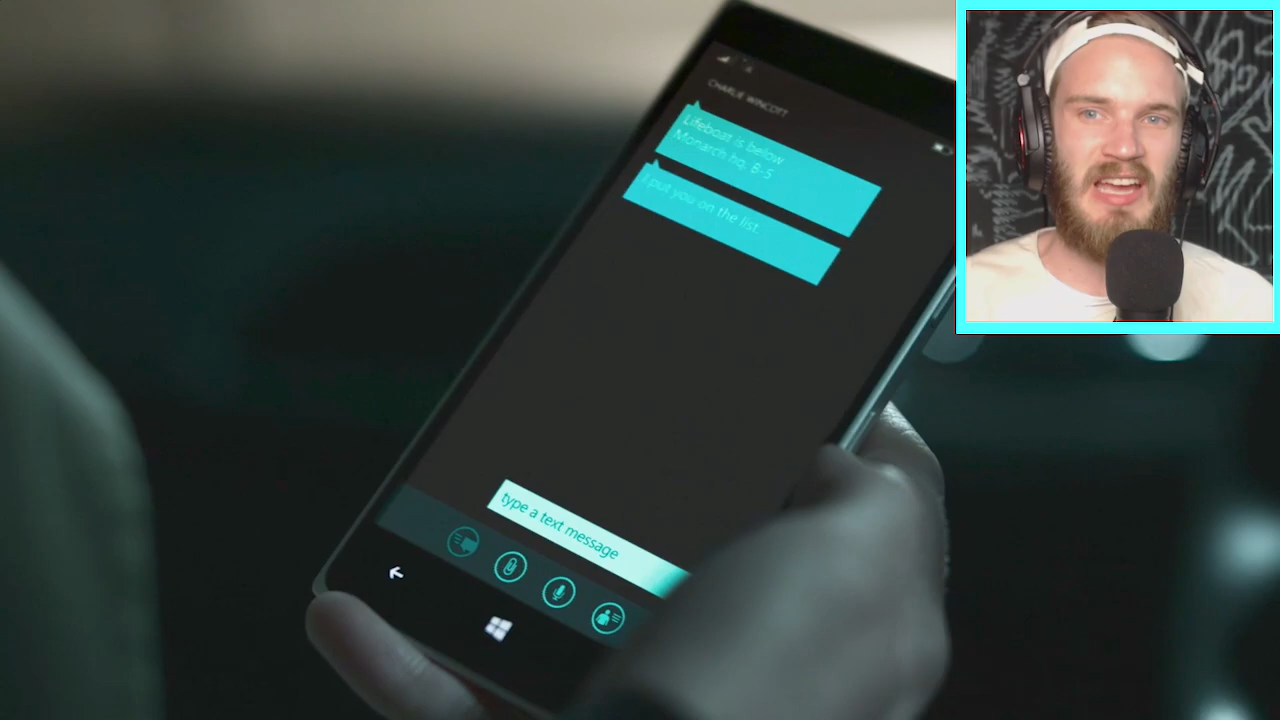 CHARLIE WINCOTT
Lifeboat is below
Monarch hq. B-5
I put you on the list.
type a text message